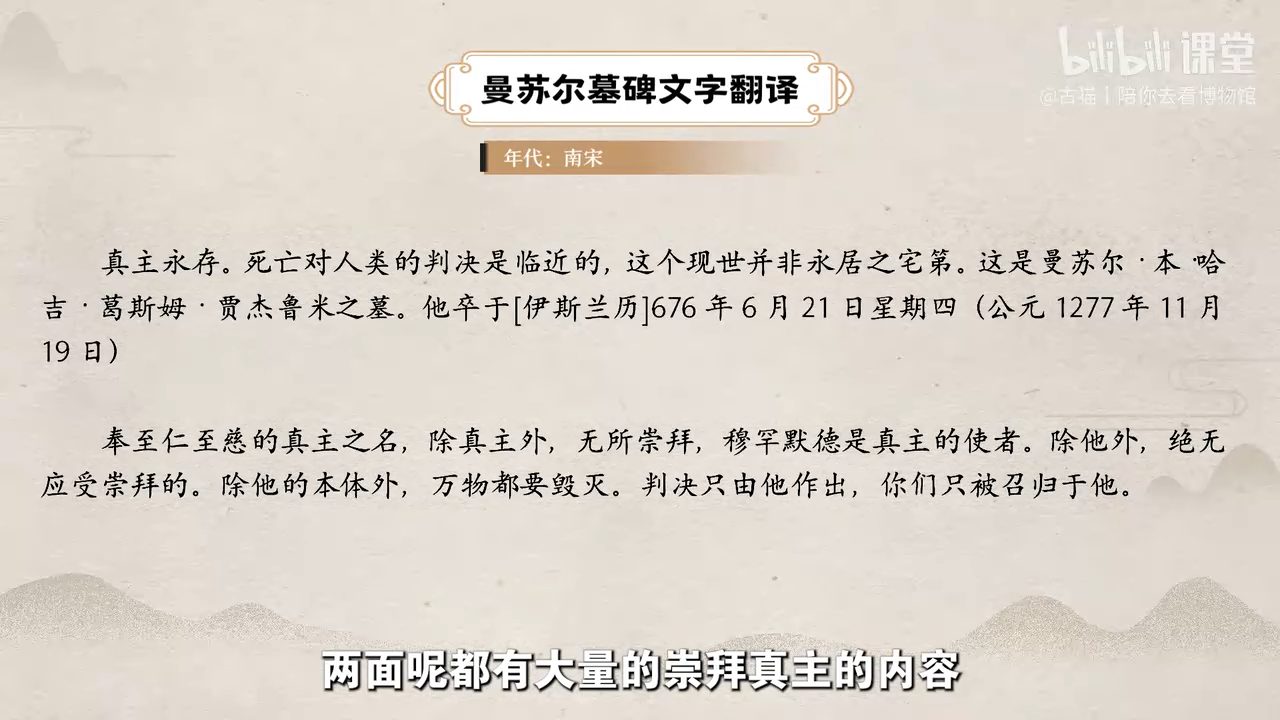 bilibili 课堂
@古猫丨陪你去看博物馆
曼苏尔墓碑文字翻译
年代：南宋
真主永存。死亡对人类的判决是临近的，这个现世并非永居之宅第。这是曼苏尔·本·哈
吉·葛斯姆·贾杰鲁米之墓。他卒于[伊斯兰历]676 年 6 月 21 日星期四（公元 1277 年 11 月
19 日）
奉至仁至慈的真主之名，除真主外，无所崇拜，穆罕默德是真主的使者。除他外，绝无
应受崇拜的。除他的本体外，万物都要毁灭。判决只由他作出，你们只被召归于他。
两面呢都有大量的崇拜真主的内容